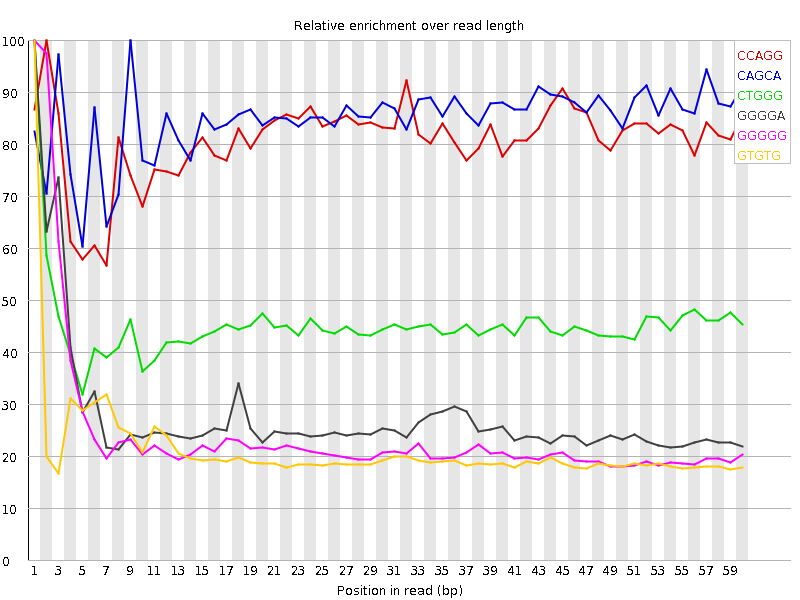 Relative enrichment over read length
100
90
80
70
60
50
40
30
20
10
0
CCAGG
CAGCA
CTGGG
GGGGA
GGGGG
GTGTG
1 3 5 7 9 11 13 15 17 19 21 23 25 27 29 31 33 35 37 39 41 43 45 47 49 51 53 55 57 59
Position in read (bp)